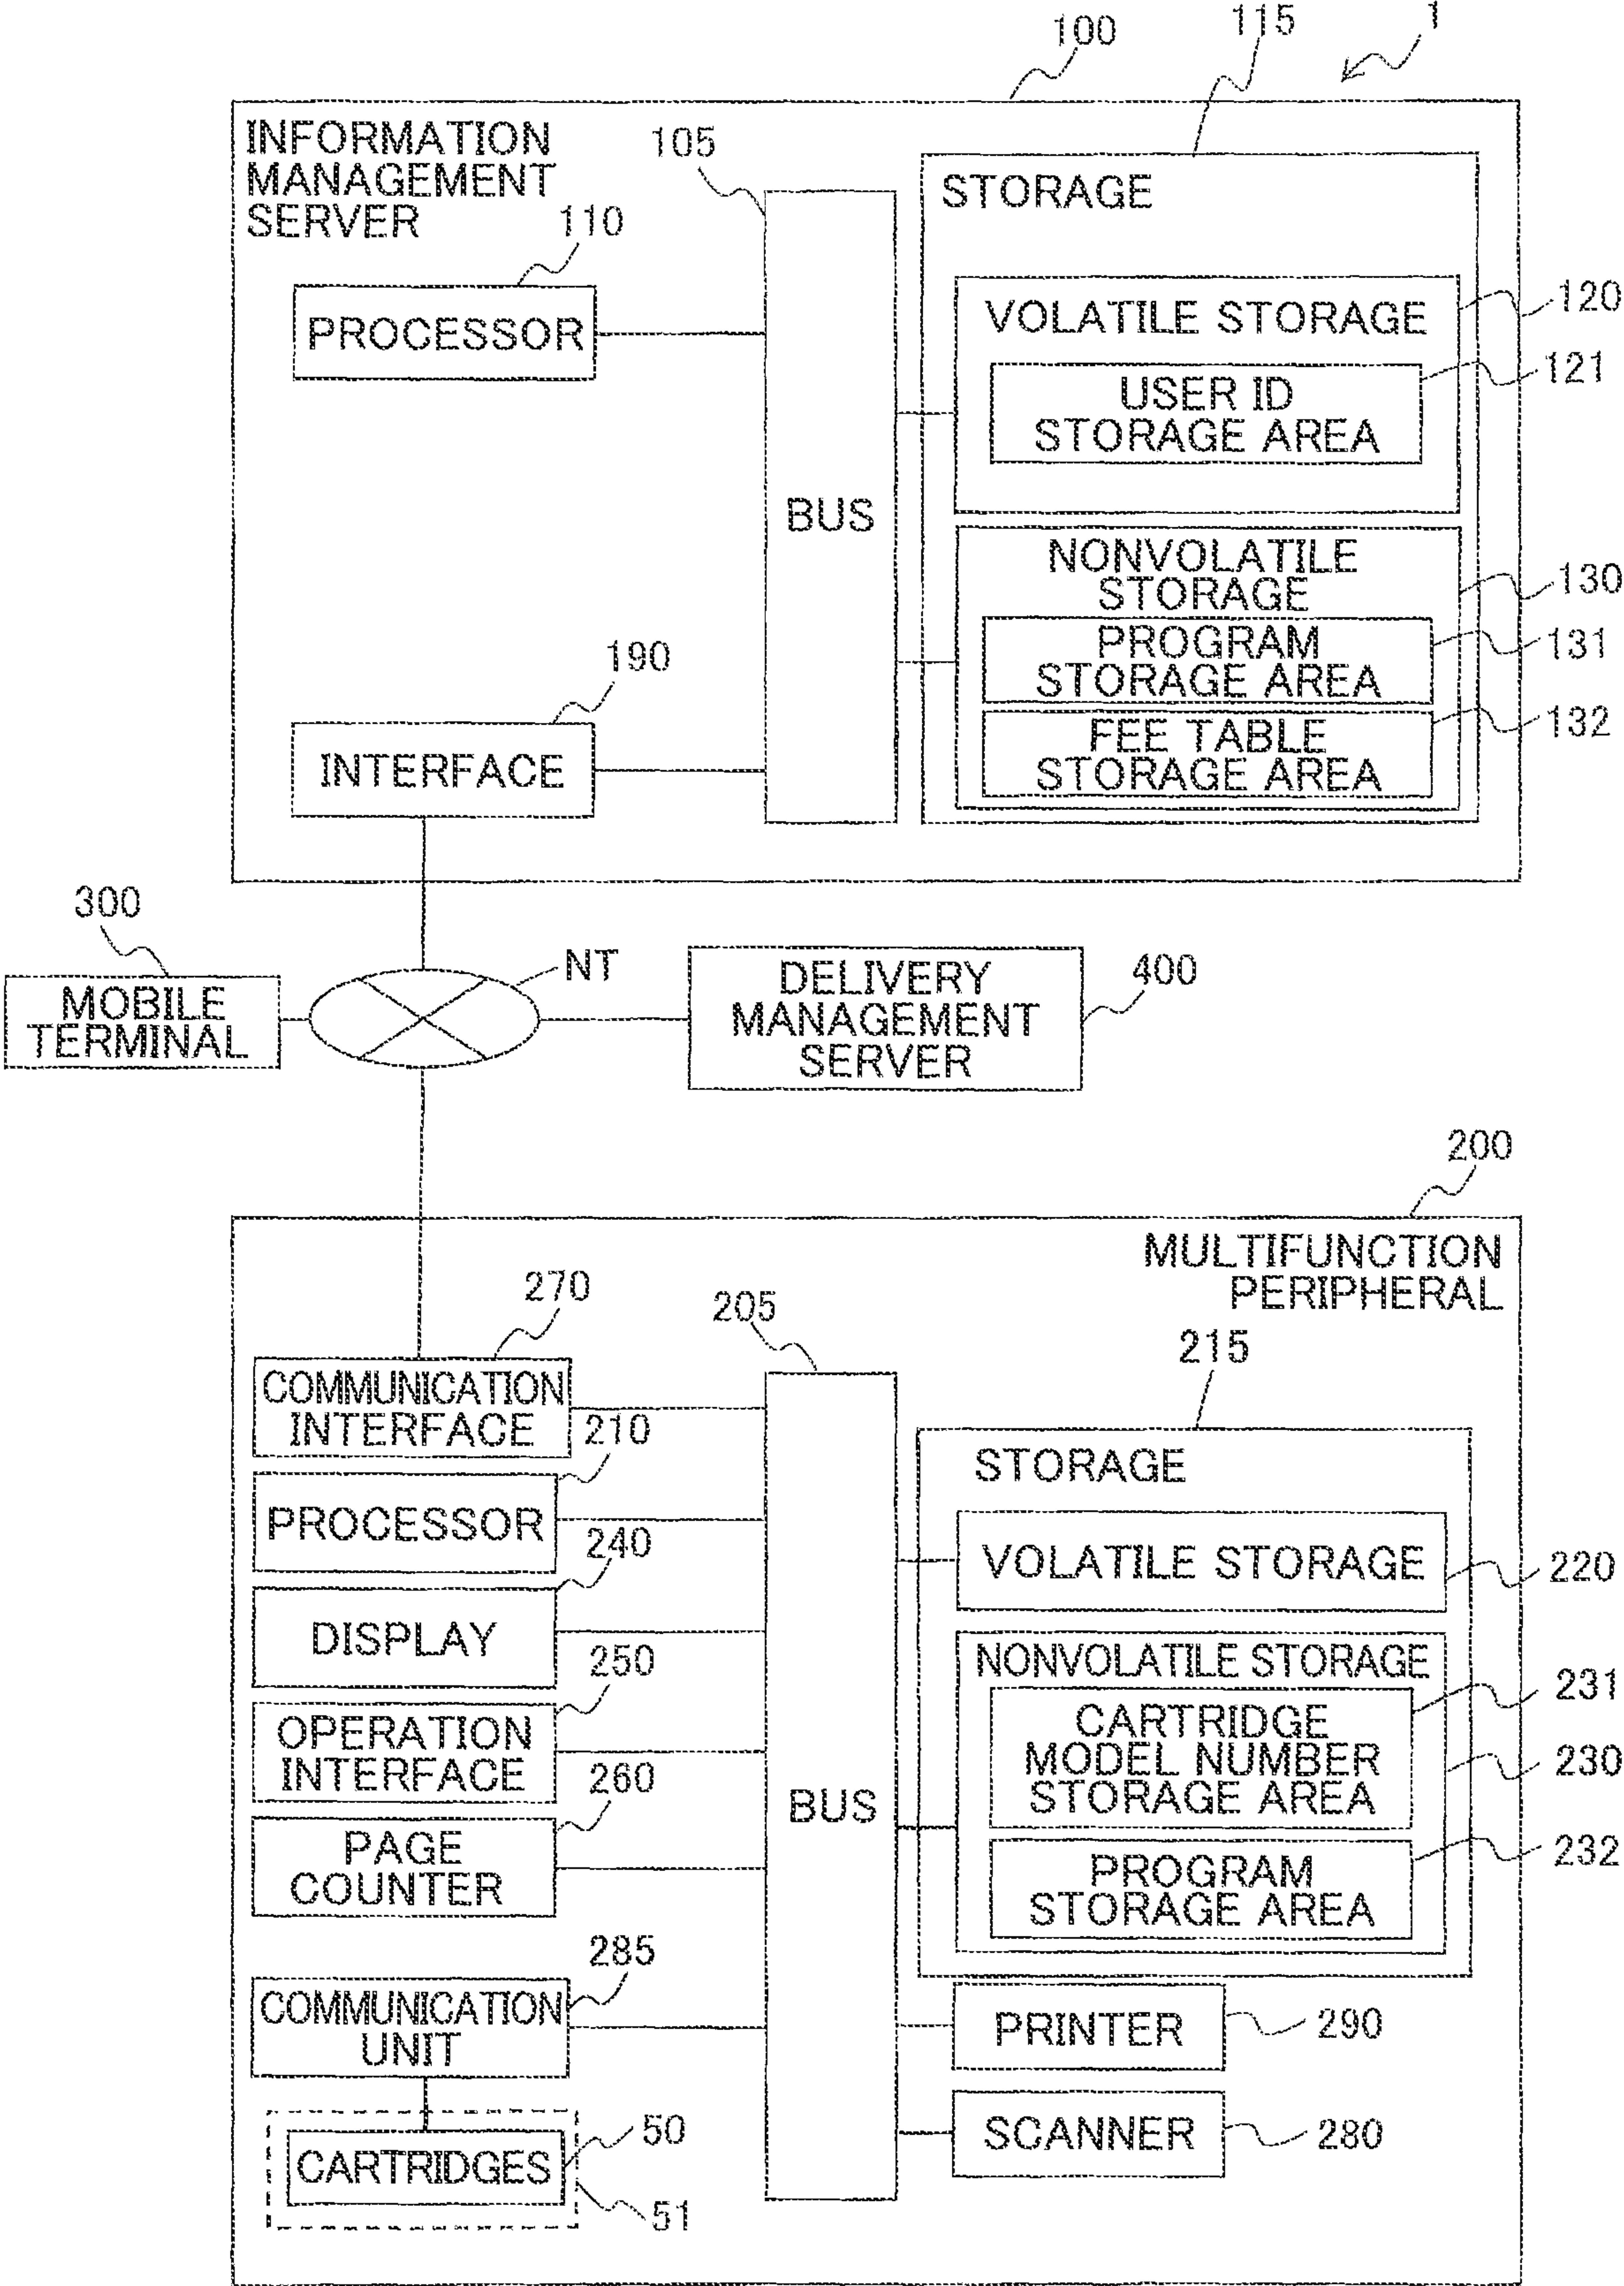 1
100
115
INFORMATION
MANAGEMENT
SERVER
105
STORAGE
110
PROCESSOR
VOLATILE STORAGE
120
USER ID
STORAGE AREA
121
BUS
NONVOLATILE
STORAGE
130
PROGRAM
STORAGE AREA
131
190
INTERFACE
FEE TABLE
STORAGE AREA
132
300
MOBILE
TERMINAL
NT
DELIVERY
MANAGEMENT
SERVER
400
200
MULTIFUNCTION
PERIPHERAL
270
205
215
COMMUNICATION
INTERFACE
210
STORAGE
PROCESSOR
240
VOLATILE STORAGE
220
DISPLAY
250
NONVOLATILE STORAGE
231
CARTRIDGE
MODEL NUMBER
STORAGE AREA
230
OPERATION
INTERFACE
260
BUS
PAGE
COUNTER
PROGRAM
STORAGE AREA
232
285
COMMUNICATION
UNIT
PRINTER
290
50
CARTRIDGES
51
SCANNER
280